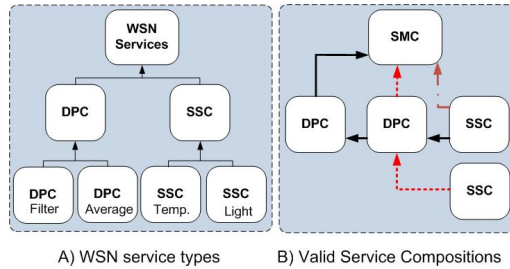 WSN
Services
DPC
SSC
DPC
Filter
DPC
Average
SSC
Temp.
SSC
Light
A) WSN service types
SMC
DPC
DPC
SSC
SSC
B) Valid Service Compositions